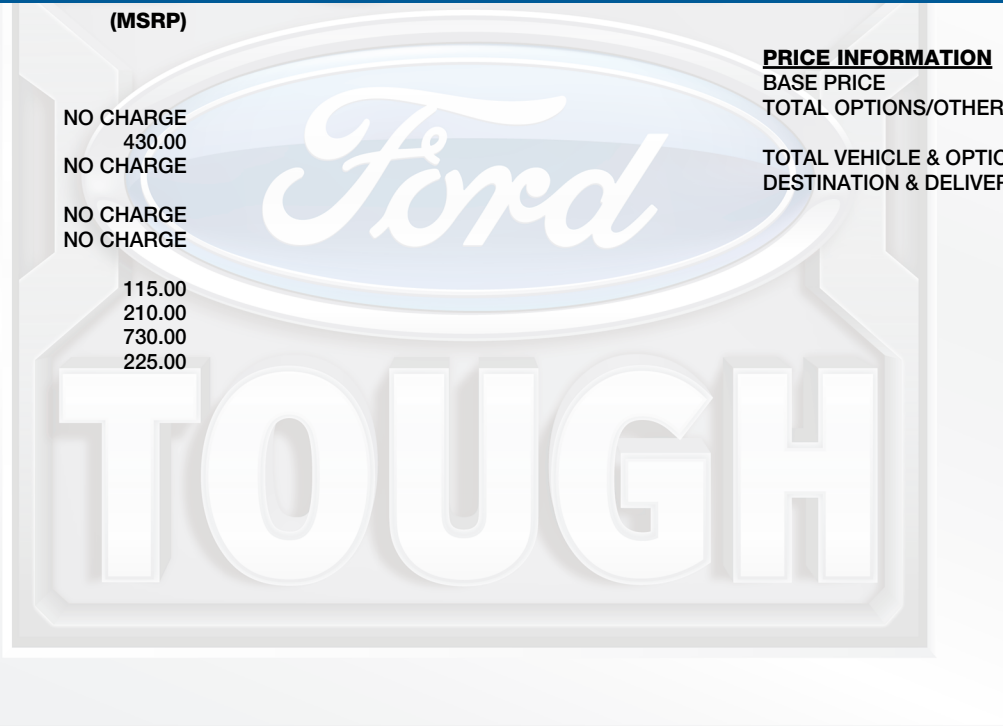 (MSRP)
NO CHARGE
430.00
NO CHARGE
NO CHARGE
NO CHARGE
115.00
210.00
730.00
225.00
PRICE INFORMATION
BASE PRICE
TOTAL OPTIONS/OTHER
TOTAL VEHICLE & OPTIO
DESTINATION & DELIVER
Ford
TOUGH